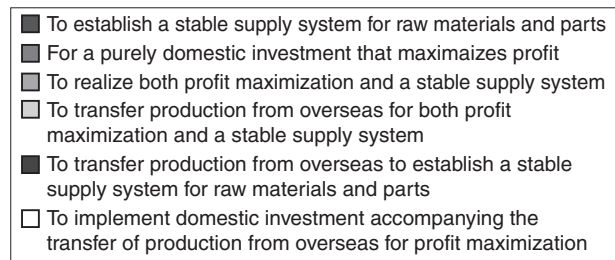 To establish a stable supply system for raw materials and parts
For a purely domestic investment that maximaizes profit
To realize both profit maximization and a stable supply system
To transfer production from overseas for both profit
maximization and a stable supply system
To transfer production from overseas to establish a stable
supply system for raw materials and parts
To implement domestic investment accompanying the
transfer of production from overseas for profit maximization